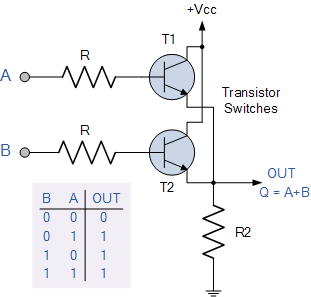 +Vcc
T1
R
A
Transistor
Switches
R
B
T2
OUT
Q = A+B
R2
B A OUT
0 0 0
0 1 1
1 0 1
1 1 1